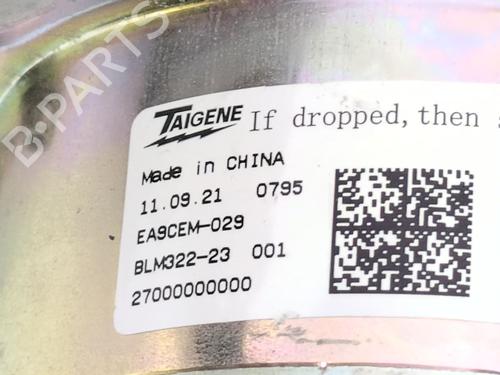 B-PARTS
TAIGENE If dropped, then
Made in CHINA
11.09.21 0795
EA9CEM-029
BLM322-23 001
27000000000